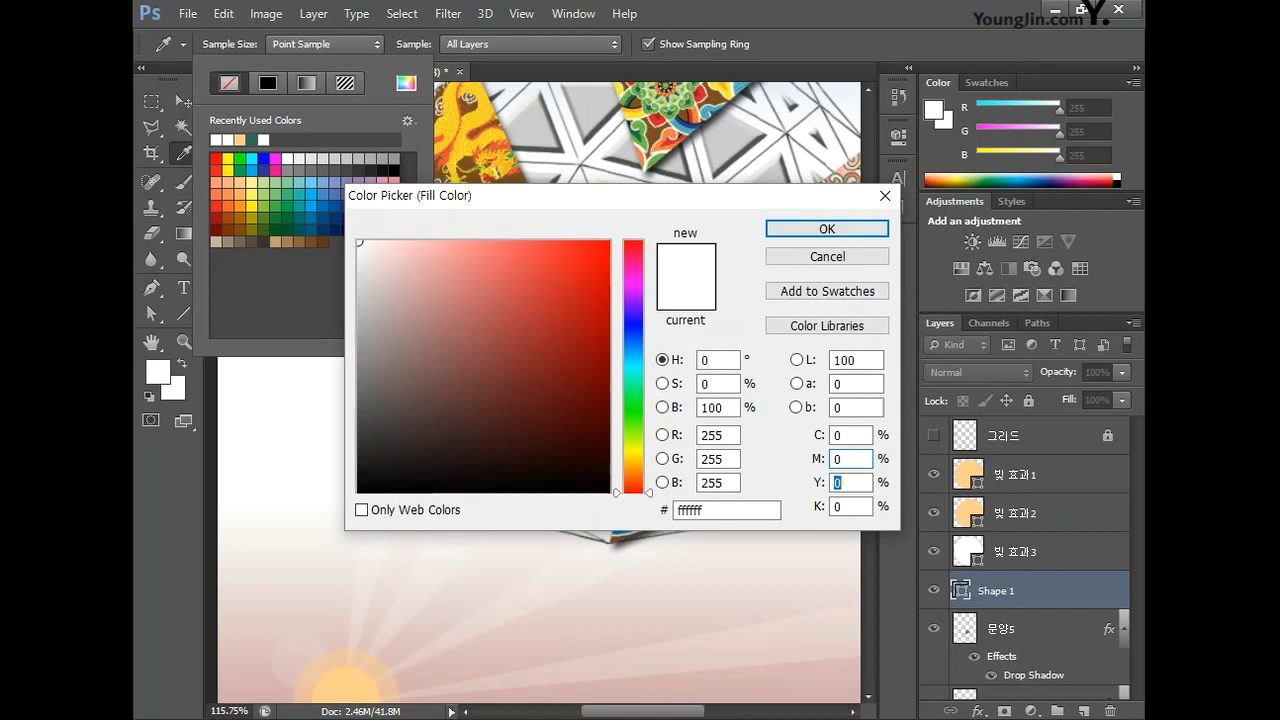 Ps File Edit Image Layer Type Select Filter 3D View Window Help
YoungJin.com Y.
Sample Size: Point Sample Sample: All Layers Show Sampling Ring
) *
Recently Used Colors
Color Swatches
R 255
G 255
B 255
Adjustments Styles
Add an adjustment
Color Picker (Fill Color)
new
current
OK
Cancel
Add to Swatches
Color Libraries
H: 0 °
S: 0 %
B: 100 %
R: 255
G: 255
B: 255
# ffffff
L: 100
a: 0
b: 0
C: 0 %
M: 0 %
Y: 0 %
K: 0 %
Only Web Colors
Layers Channels Paths
Kind
Normal Opacity: 100%
Lock: Fill: 100%
그리드
빛 효과1
빛 효과2
빛 효과3
Shape 1
문양5 fx
Effects
Drop Shadow
115.75% Doc: 2.46M/41.8M